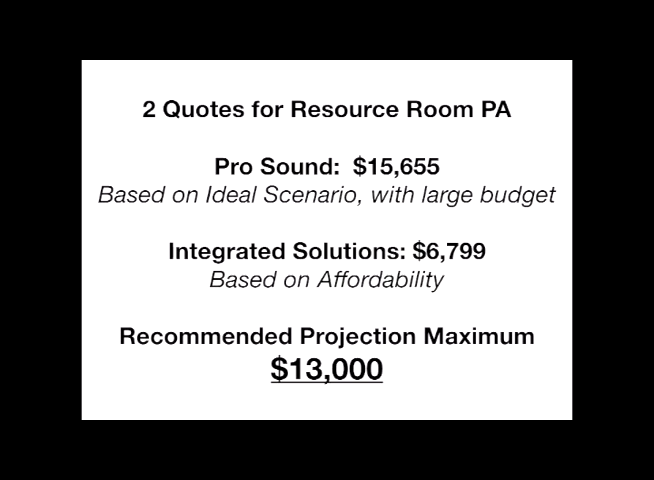 2 Quotes for Resource Room PA
Pro Sound:  $15,655
Based on Ideal Scenario, with large budget
Integrated Solutions: $6,799
Based on Affordability
Recommended Projection Maximum
$13,000